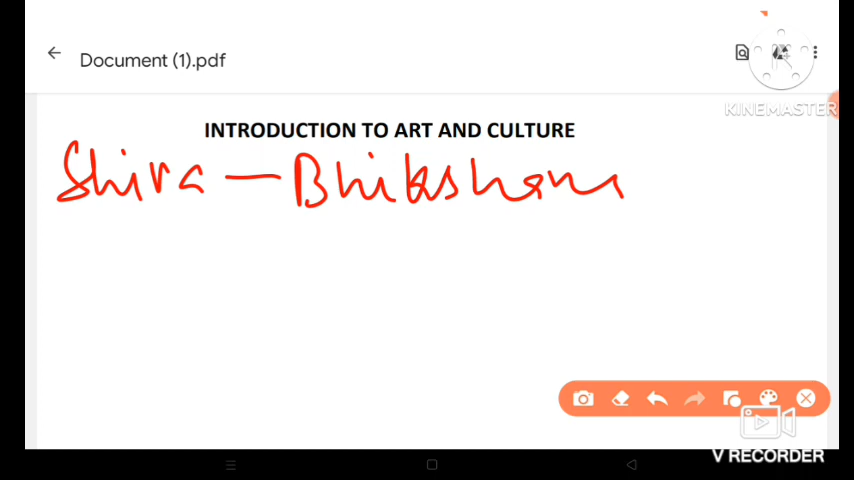 Document (1).pdf
KINEMASTER
INTRODUCTION TO ART AND CULTURE
Shiva - Bhikshan
V RECORDER